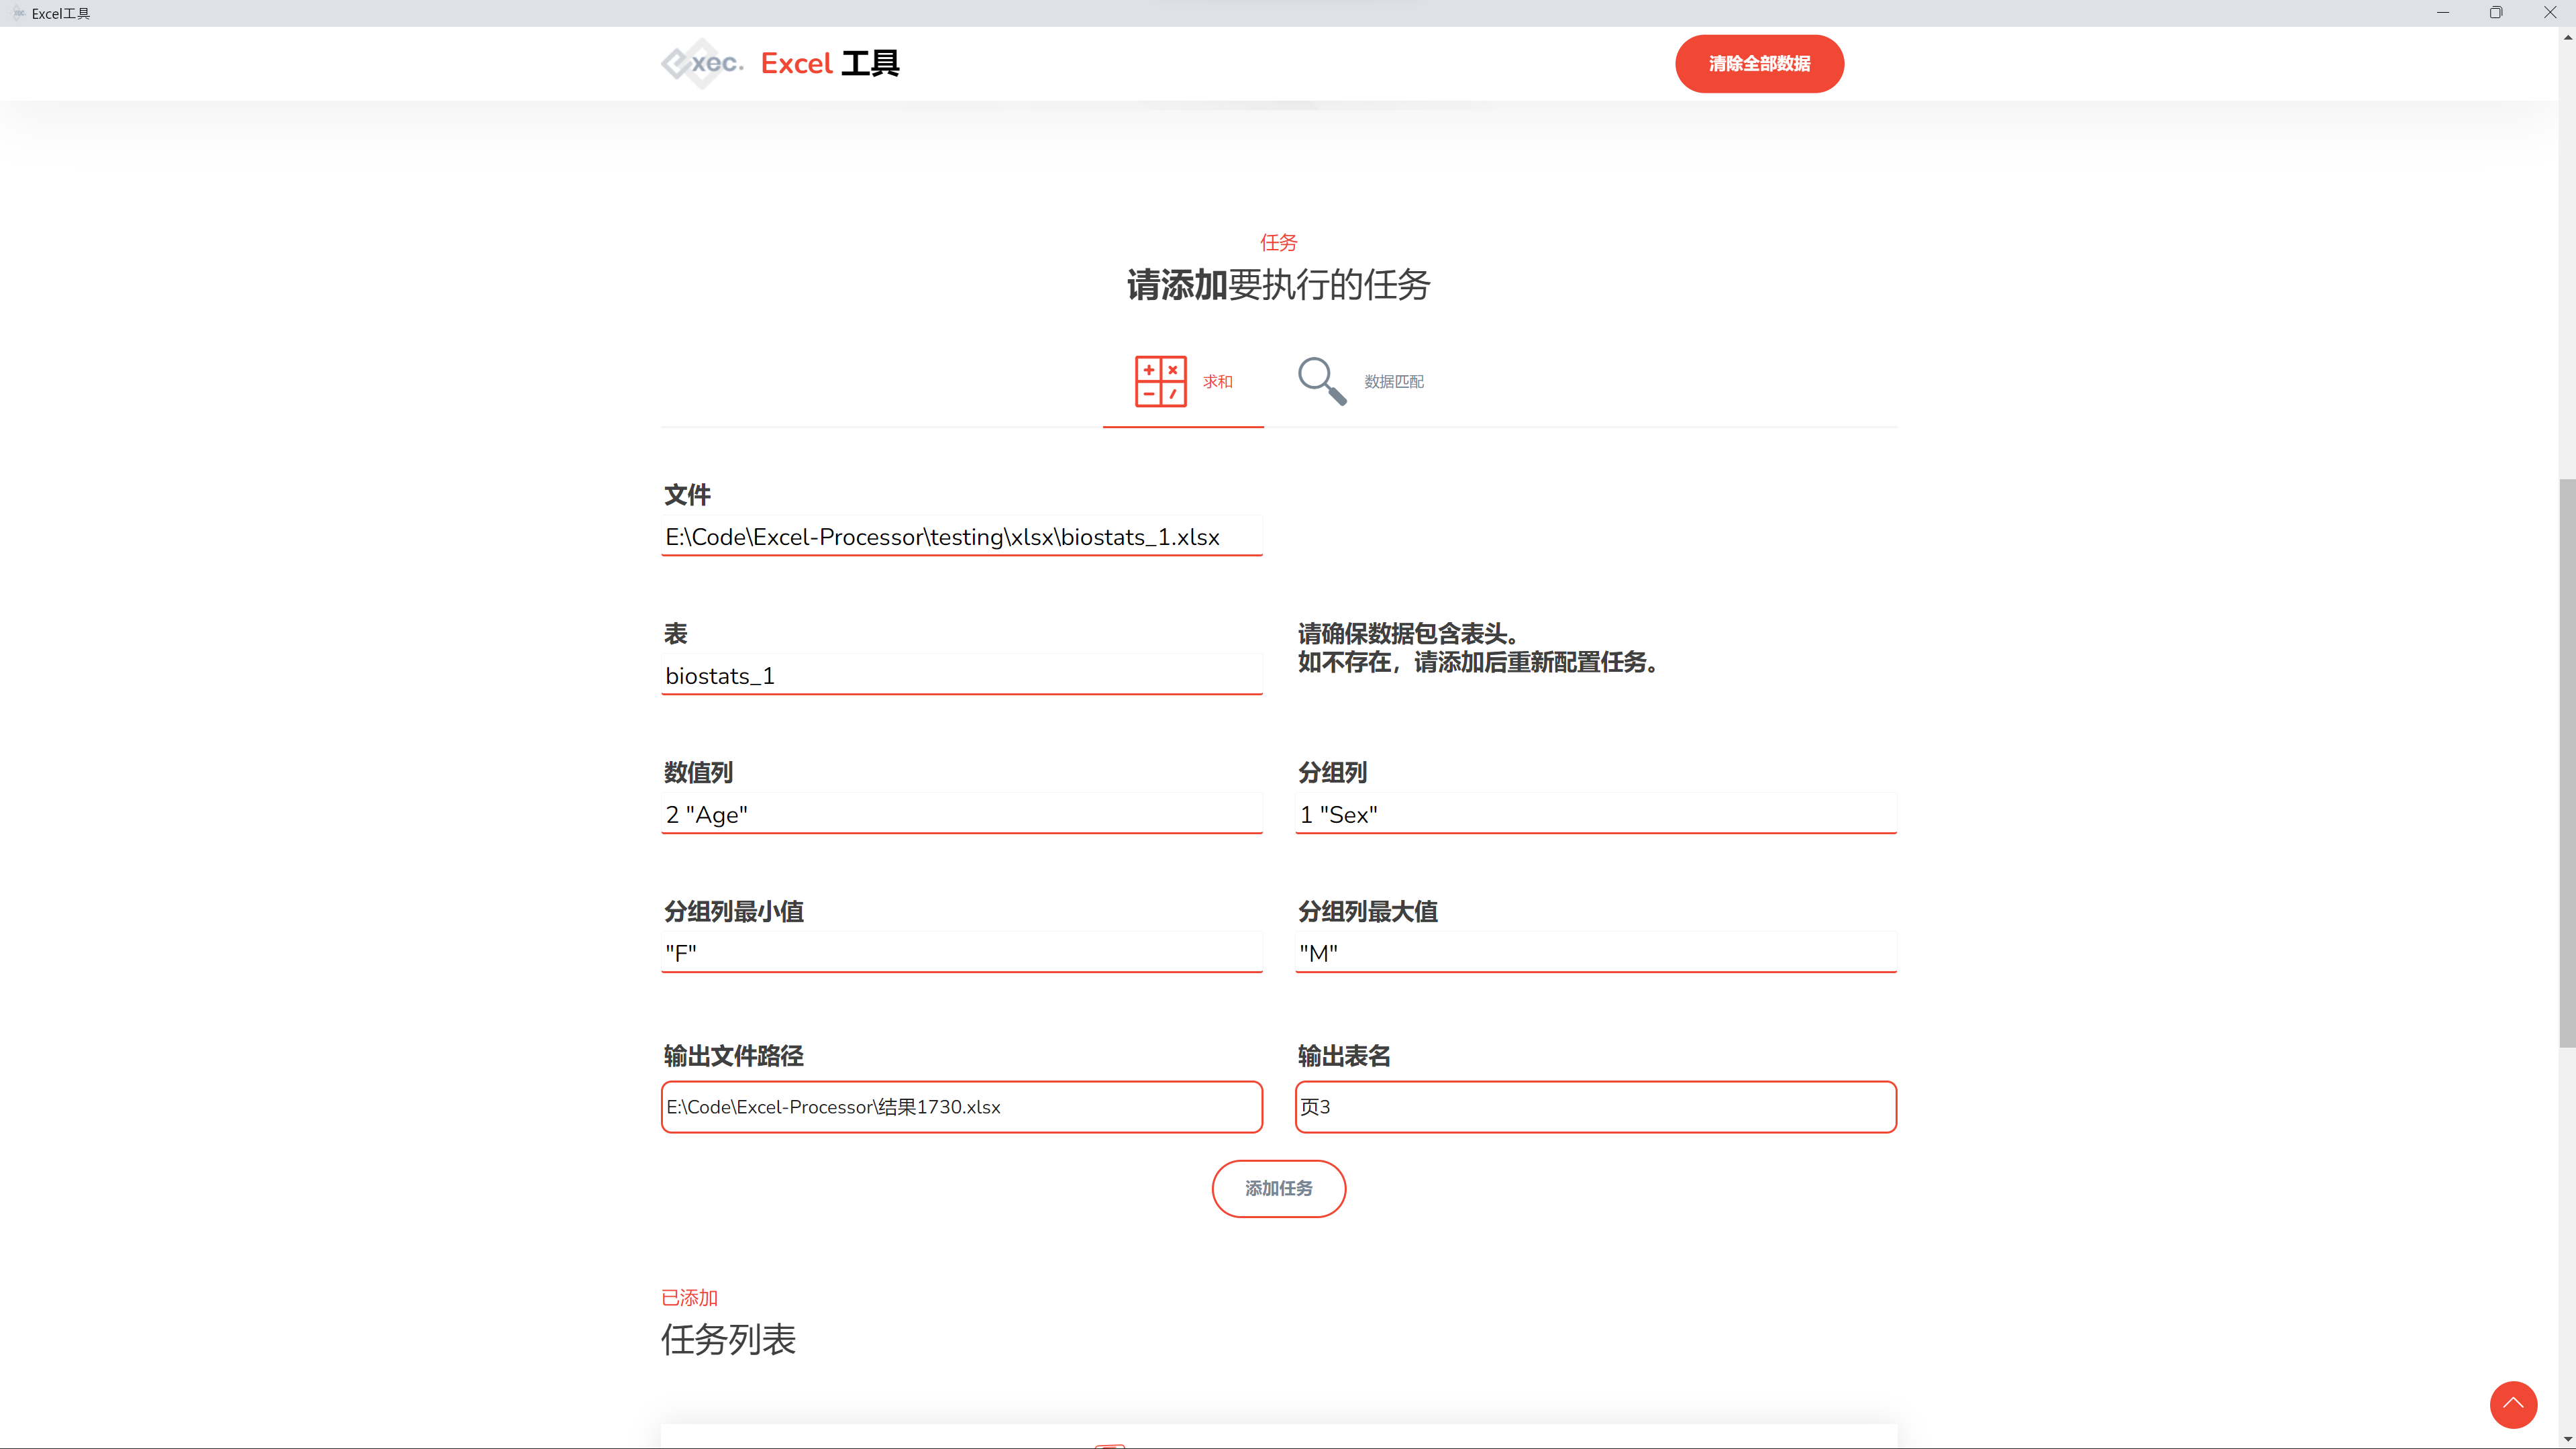 Excel工具
exec.
Excel 工具
清除全部数据
任务
请添加要执行的任务
求和
数据匹配
文件
E:\Code\Excel-Processor\testing\xlsx\biostats_1.xlsx
表
请确保数据包含表头。
如不存在，请添加后重新配置任务。
biostats_1
数值列
分组列
2 "Age"
1 "Sex"
分组列最小值
分组列最大值
"F"
"M"
输出文件路径
输出表名
E:\Code\Excel-Processor\结果1730.xlsx
页3
添加任务
已添加
任务列表